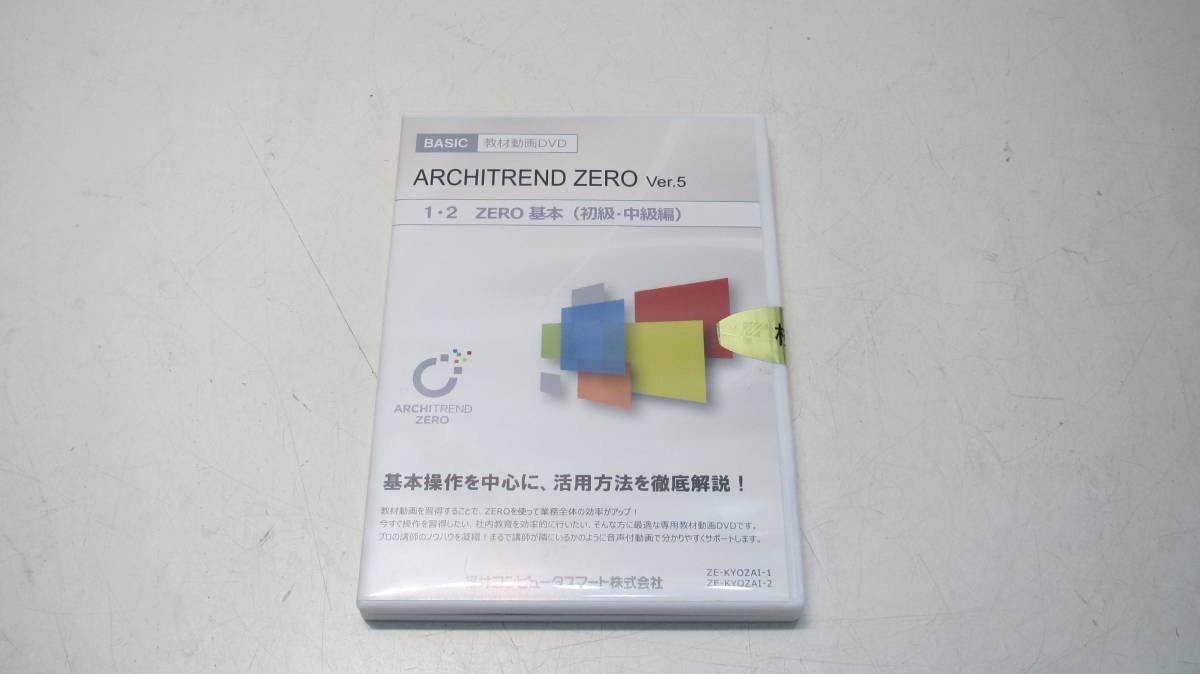 BASIC 教材動画DVD
ARCHITREND ZERO Ver.5
1・2 ZERO 基本（初級・中級編）
ARCHITREND
ZERO
基本操作を中心に、活用方法を徹底解説！
教材動画を習得することで、ZEROを使って業務全体の効率がアップ！
今すぐ操作を習得したい、社内教育を効率的に行いたい、そんな方に最適な専用教材動画DVDです。
プロの講師のノウハウを凝縮！まるで講師が隣にいるかのように音声付動画で分かりやすくサポートします。
コンピュータスマート株式会社
ZE-KYOZAI-1
ZE-KYOZAI-2